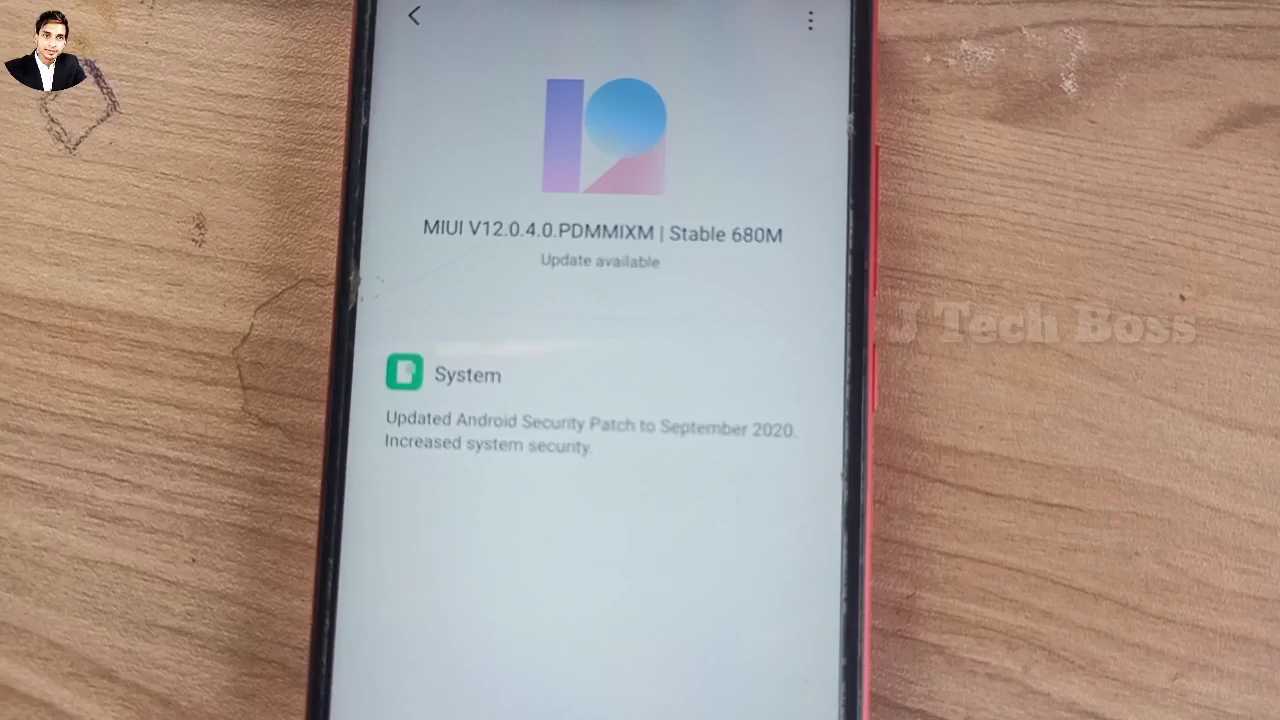 MIUI V12.0.4.0.PDMMIXM | Stable 680M
Update available
J Tech Boss
System
Updated Android Security Patch to September 2020.
Increased system security.